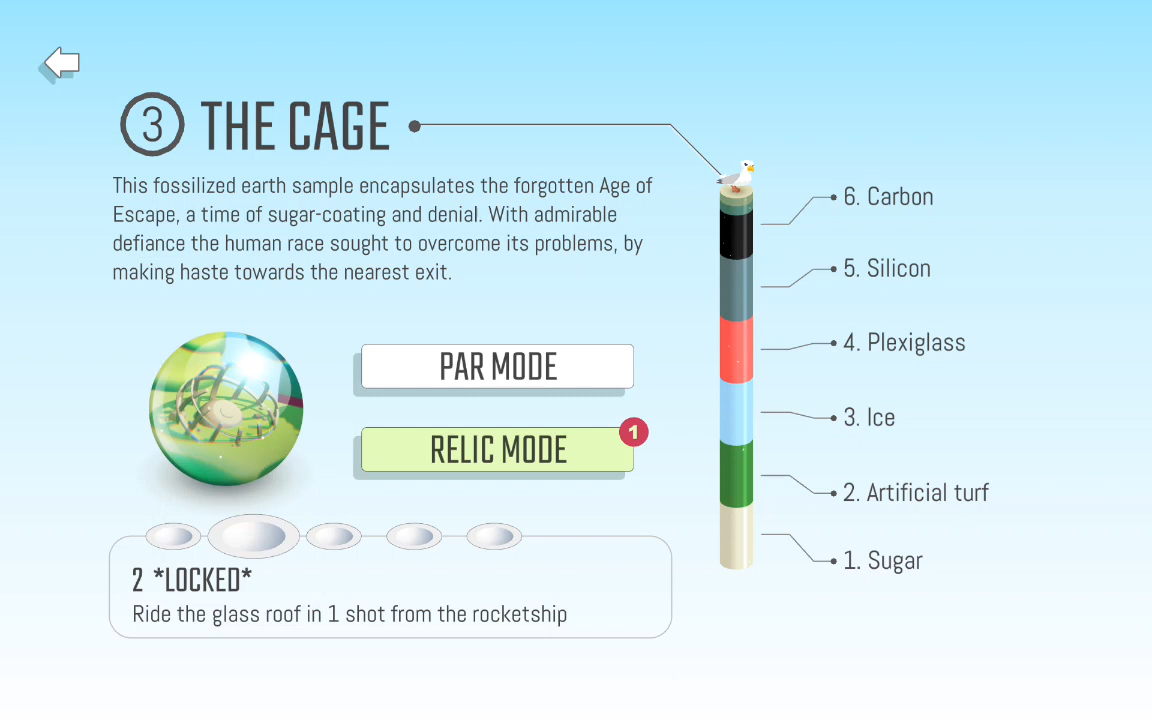 3 THE CAGE
This fossilized earth sample encapsulates the forgotten Age of
Escape, a time of sugar-coating and denial. With admirable
defiance the human race sought to overcome its problems, by
making haste towards the nearest exit.
PAR MODE
RELIC MODE
1
2 *LOCKED*
Ride the glass roof in 1 shot from the rocketship
6. Carbon
5. Silicon
4. Plexiglass
3. Ice
2. Artificial turf
1. Sugar